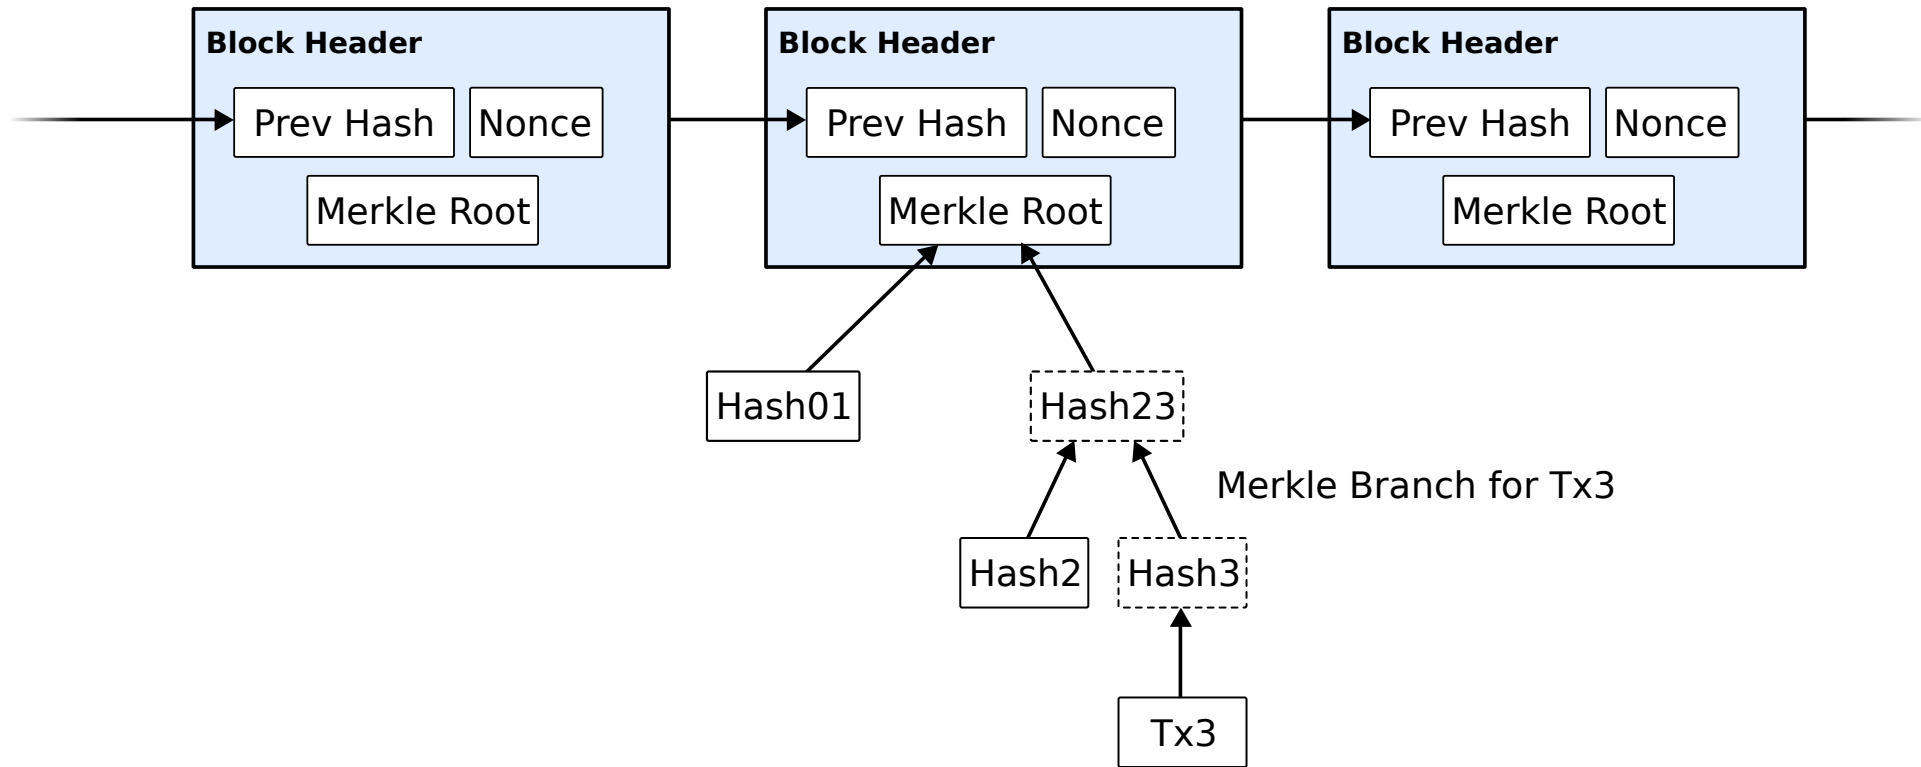 Block Header
Prev Hash Nonce
Merkle Root
Block Header
Prev Hash Nonce
Merkle Root
Block Header
Prev Hash Nonce
Merkle Root
Hash01
Hash23
Merkle Branch for Tx3
Hash2
Hash3
Tx3